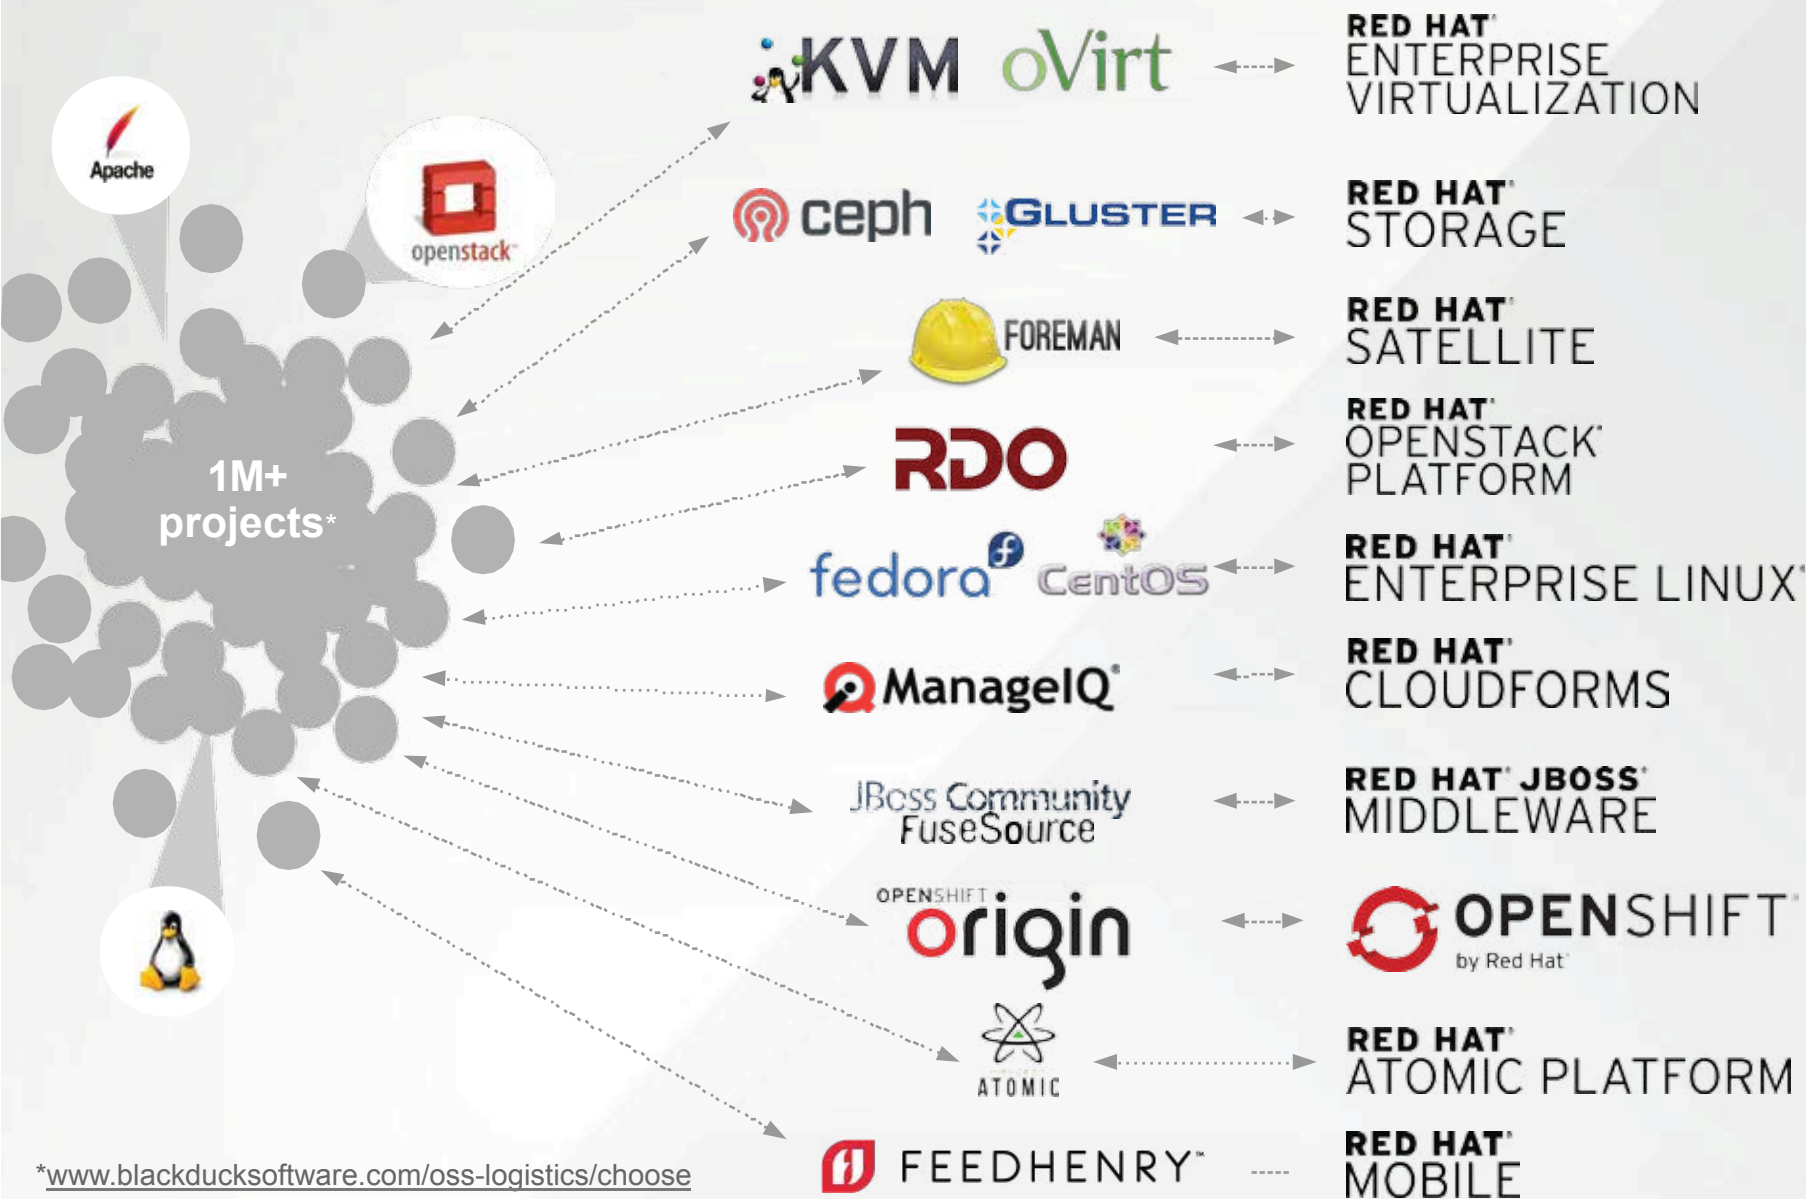 Apache
openstack™
1M+
projects*
*www.blackducksoftware.com/oss-logistics/choose
KVM oVirt
RED HAT®
ENTERPRISE
VIRTUALIZATION
ceph GLUSTER
RED HAT®
STORAGE
FOREMAN
RED HAT®
SATELLITE
RDO
RED HAT®
OPENSTACK®
PLATFORM
fedora CentOS
RED HAT®
ENTERPRISE LINUX®
ManageIQ®
RED HAT®
CLOUDFORMS
JBoss Community
FuseSource
RED HAT® JBOSS®
MIDDLEWARE
OPENSHIFT
origin
OPENSHIFT®
by Red Hat®
ATOMIC
RED HAT®
ATOMIC PLATFORM
FEEDHENRY™
RED HAT®
MOBILE